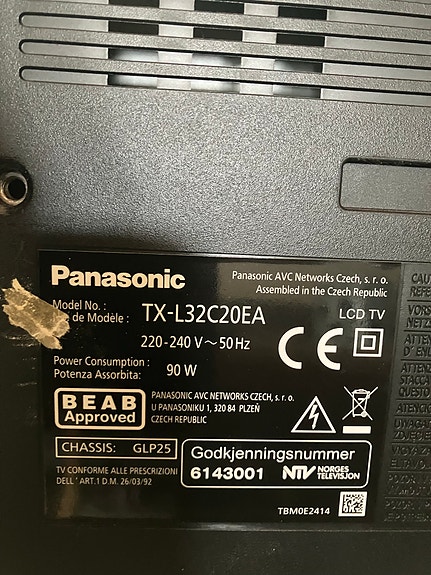 Panasonic
Panasonic AVC Networks Czech, s. r. o.
Assembled in the Czech Republic
Model No. :
de Modèle :
TX-L32C20EA
LCD TV
220-240 V～50 Hz
CE
Power Consumption :
Potenza Assorbita:
90 W
BEAB
Approved
PANASONIC AVC NETWORKS CZECH, s. r. o.
U PANASONIKU 1, 320 84 PLZEŇ
CZECH REPUBLIC
CHASSIS: GLP25
TV CONFORME ALLE PRESCRIZIONI
DELL' ART.1 D.M. 26/03/92
Godkjenningsnummer
6143001 NTV NORGES
TELEVISJON
TBM0E2414